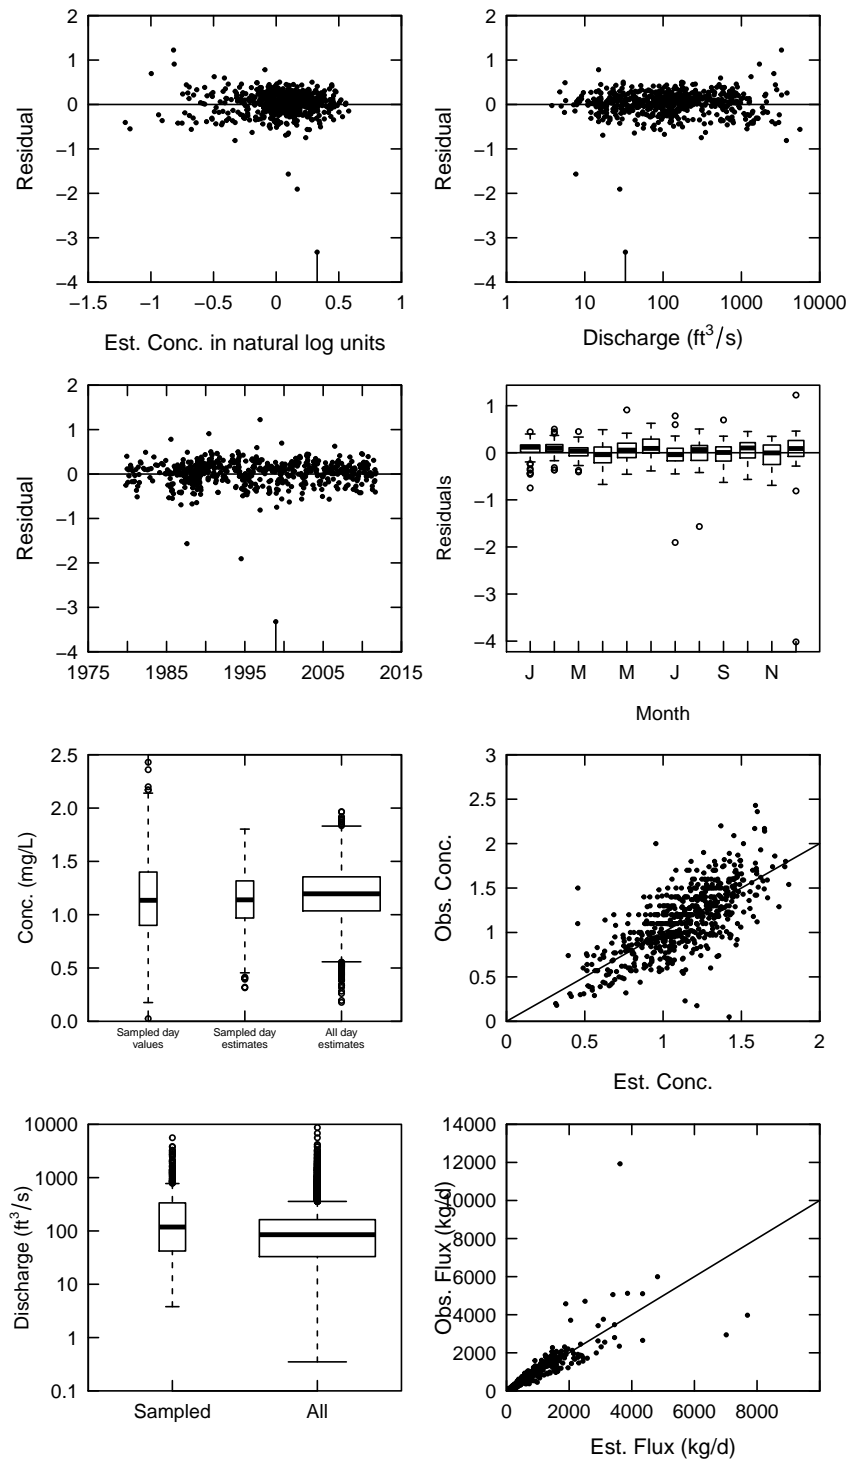 2
1
0
−1
−2
−3
−4
Residual
−1.5 −1 −0.5 0 0.5 1
Est. Conc. in natural log units
2
1
0
−1
−2
−3
−4
Residual
1 10 100 1000 10000
Discharge (ft³/s)
2
1
0
−1
−2
−3
−4
Residual
1975 1985 1995 2005 2015
1
0
−1
−2
−3
−4
Residuals
J M M J S N
Month
2.5
2.0
1.5
1.0
0.5
0.0
Conc. (mg/L)
Sampled day values
Sampled day estimates
All day estimates
3
2.5
2
1.5
1
0.5
0
Obs. Conc.
0 0.5 1 1.5 2
Est. Conc.
10000
1000
100
10
1
0.1
Discharge (ft³/s)
Sampled All
14000
12000
10000
8000
6000
4000
2000
0
Obs. Flux (kg/d)
0 2000 4000 6000 8000
Est. Flux (kg/d)